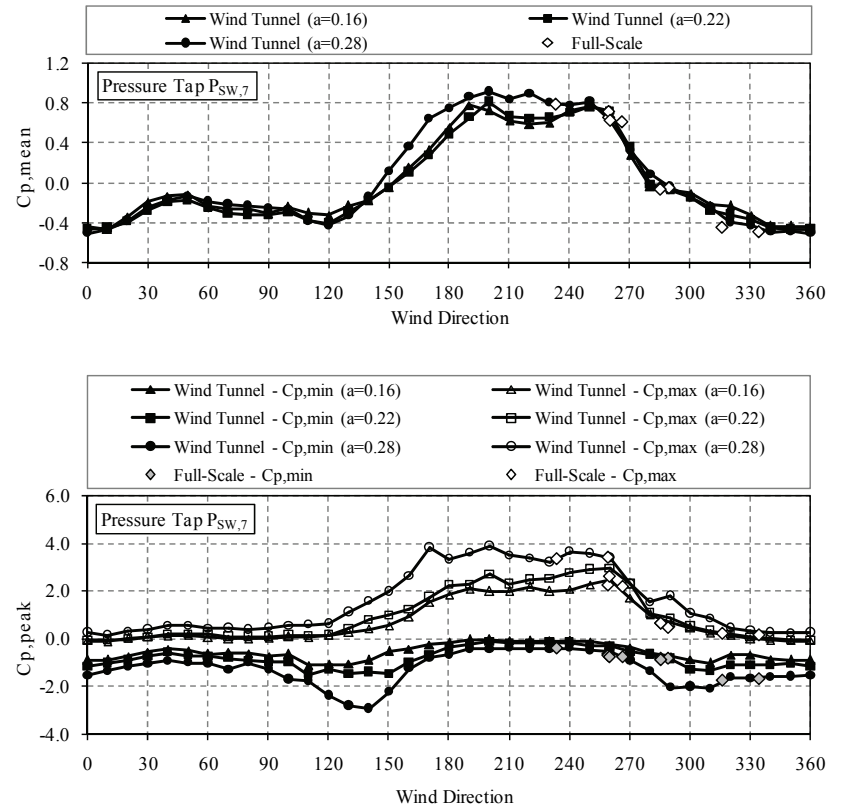 Wind Tunnel (a=0.16) Wind Tunnel (a=0.22)
Wind Tunnel (a=0.28) Full-Scale
1.2
Pressure Tap PSW,7
0.8
0.4
0.0
-0.4
-0.8
Cp,mean
0 30 60 90 120 150 180 210 240 270 300 330 360
Wind Direction
Wind Tunnel - Cp,min (a=0.16) Wind Tunnel - Cp,max (a=0.16)
Wind Tunnel - Cp,min (a=0.22) Wind Tunnel - Cp,max (a=0.22)
Wind Tunnel - Cp,min (a=0.28) Wind Tunnel - Cp,max (a=0.28)
Full-Scale - Cp,min Full-Scale - Cp,max
6.0
Pressure Tap PSW,7
4.0
2.0
0.0
-2.0
-4.0
Cp,peak
0 30 60 90 120 150 180 210 240 270 300 330 360
Wind Direction